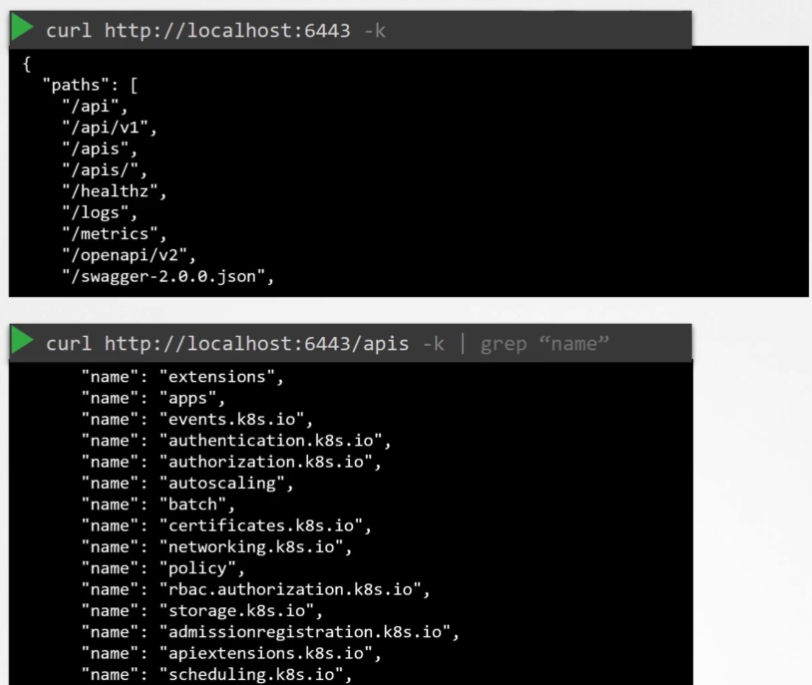 curl http://localhost:6443 -k
{
"paths": [
"/api",
"/api/v1",
"/apis",
"/apis/",
"/healthz",
"/logs",
"/metrics",
"/openapi/v2",
"/swagger-2.0.0.json",
curl http://localhost:6443/apis -k | grep “name”
"name": "extensions",
"name": "apps",
"name": "events.k8s.io",
"name": "authentication.k8s.io",
"name": "authorization.k8s.io",
"name": "autoscaling",
"name": "batch",
"name": "certificates.k8s.io",
"name": "networking.k8s.io",
"name": "policy",
"name": "rbac.authorization.k8s.io",
"name": "storage.k8s.io",
"name": "admissionregistration.k8s.io",
"name": "apiextensions.k8s.io",
"name": "scheduling.k8s.io",